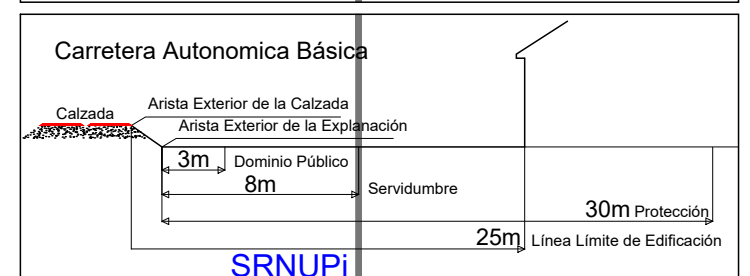 Carretera Autonomica Básica
Calzada
Arista Exterior de la Calzada
Arista Exterior de la Explanación
3m Dominio Público
8m Servidumbre
30m Protección
25m Línea Límite de Edificación
SRNUPi